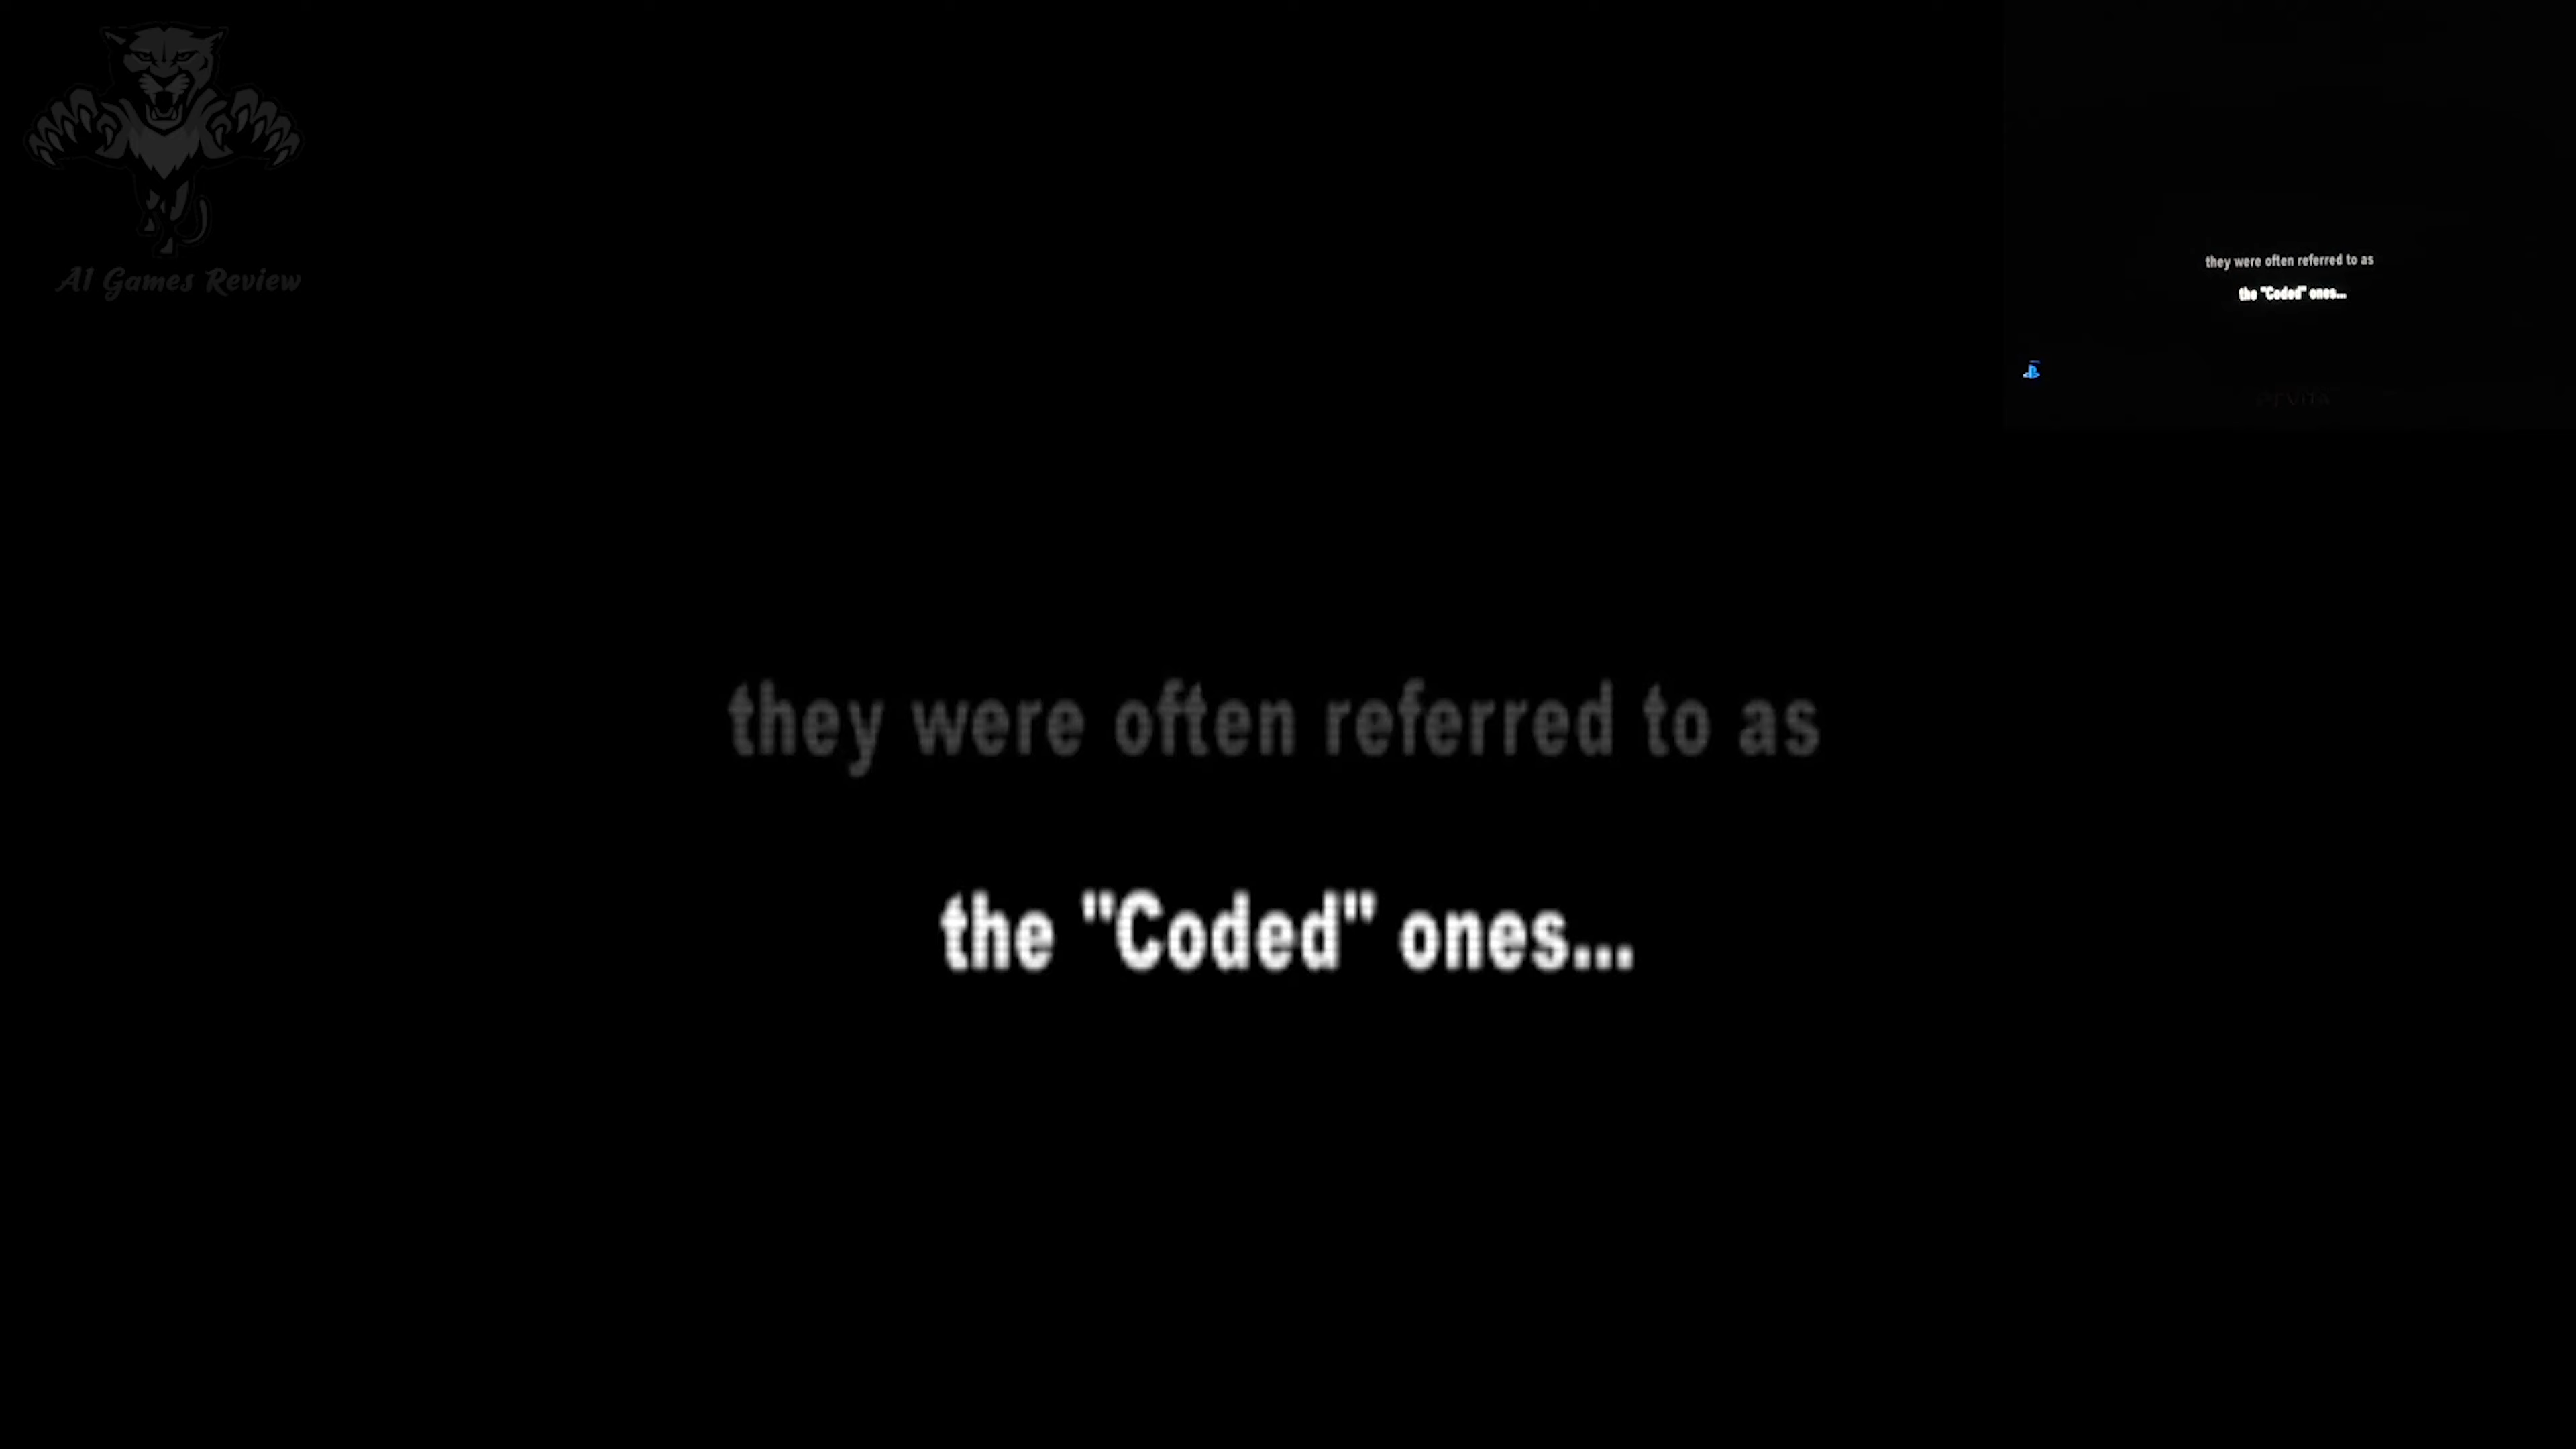 A1 Games Review
they were often referred to as
the "Coded" ones...
they were often referred to as
the "Coded" ones...
PSVITA